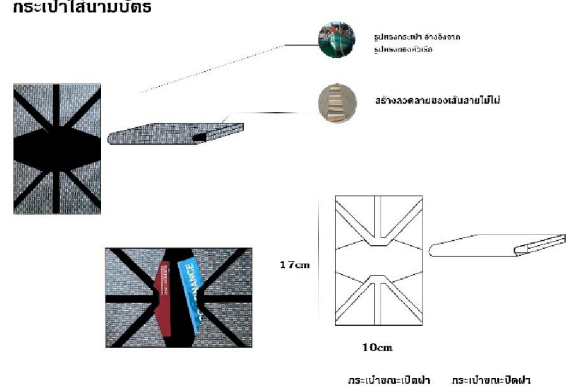 กระเป๋าใส่นามบัตร
รูปทรงกระเป๋า อ้างอิงจาก
รูปทรงของหัวเรือ
สร้างลวดลายของเส้นสายไม้ไผ่
17cm
10cm
กระเป๋าขณะเปิดฝา กระเป๋าขณะปิดฝา